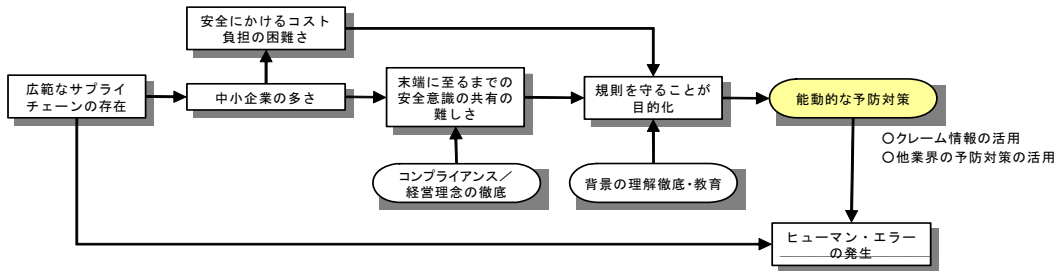 安全にかけるコスト
負担の困難さ
広範なサプライ
チェーンの存在
中小企業の多さ
末端に至るまでの
安全意識の共有の
難しさ
規則を守ることが
目的化
能動的な予防対策
〇クレーム情報の活用
〇他業界の予防対策の活用
コンプライアンス／
経営理念の徹底
背景の理解徹底・教育
ヒューマン・エラー
の発生